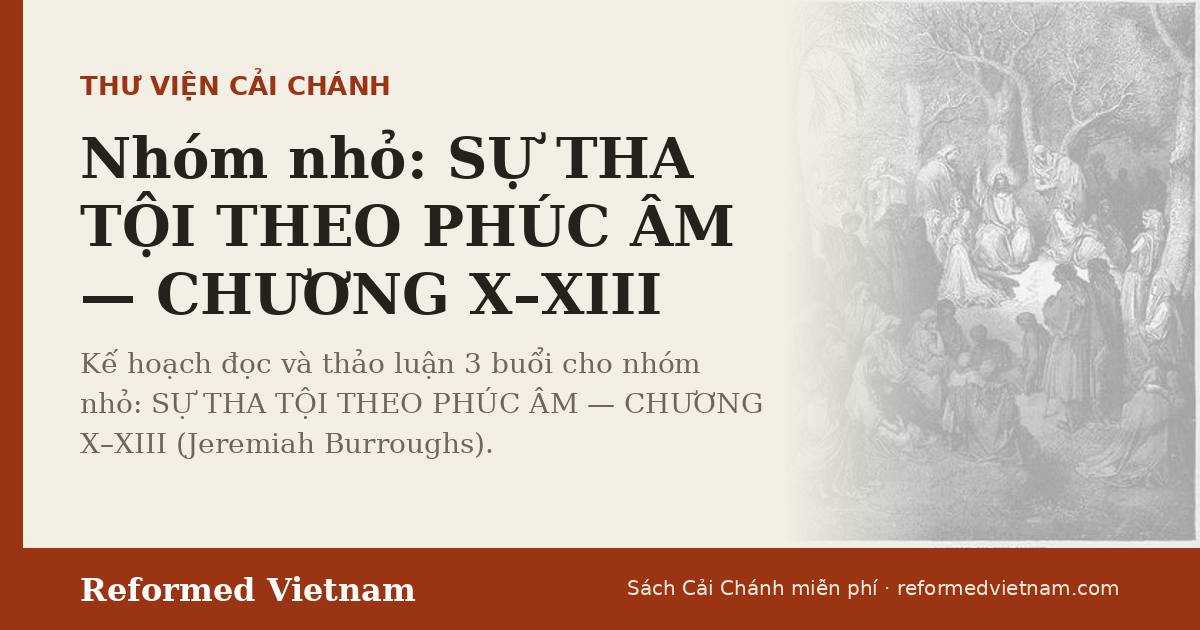 THƯ VIỆN CẢI CHÁNH
Nhóm nhỏ: SỰ THA
TỘI THEO PHÚC ÂM
— CHƯƠNG X–XIII
Kế hoạch đọc và thảo luận 3 buổi cho nhóm
nhỏ: SỰ THA TỘI THEO PHÚC ÂM — CHƯƠNG
X–XIII (Jeremiah Burroughs).
Reformed Vietnam
Sách Cải Chánh miễn phí · reformedvietnam.com